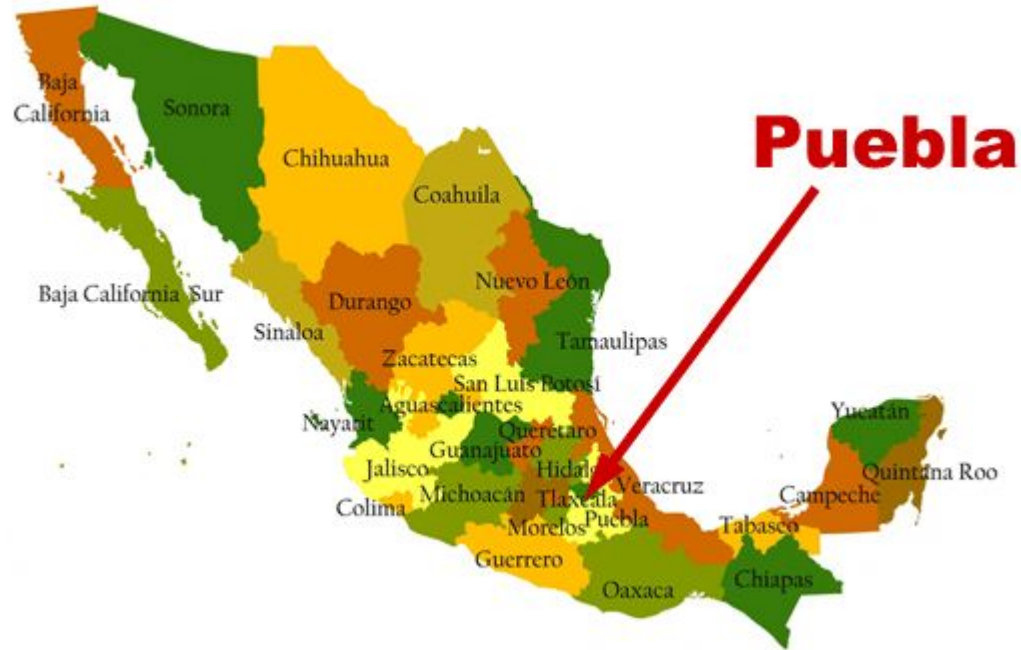 Baja
California
Sonora
Chihuahua
Puebla
Coahuila
Nuevo León
Baja California Sur
Durango
Sinaloa
Tamaulipas
Zacatecas
San Luis Potosí
Aguascalientes
Nayarit
Yucatán
Querétaro
Guanajuato
Jalisco
Hidalgo
Quintana Roo
Michoacán
Tlaxcala
Veracruz
Campeche
Colima
Morelos
Puebla
Tabasco
Guerrero
Chiapas
Oaxaca